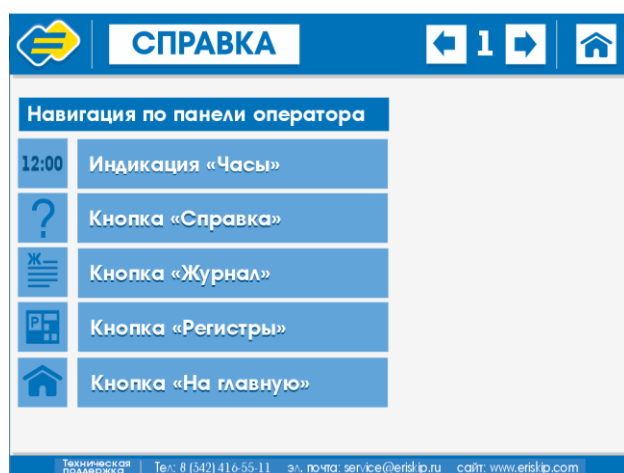 СПРАВКА
1
Навигация по панели оператора
12:00 Индикация «Часы»
? Кнопка «Справка»
Ж Кнопка «Журнал»
P Кнопка «Регистры»
Кнопка «На главную»
Техническая поддержка | Тел: 8 (342) 416-55-11 эл. почта: service@eriskip.ru сайт: www.eriskip.com